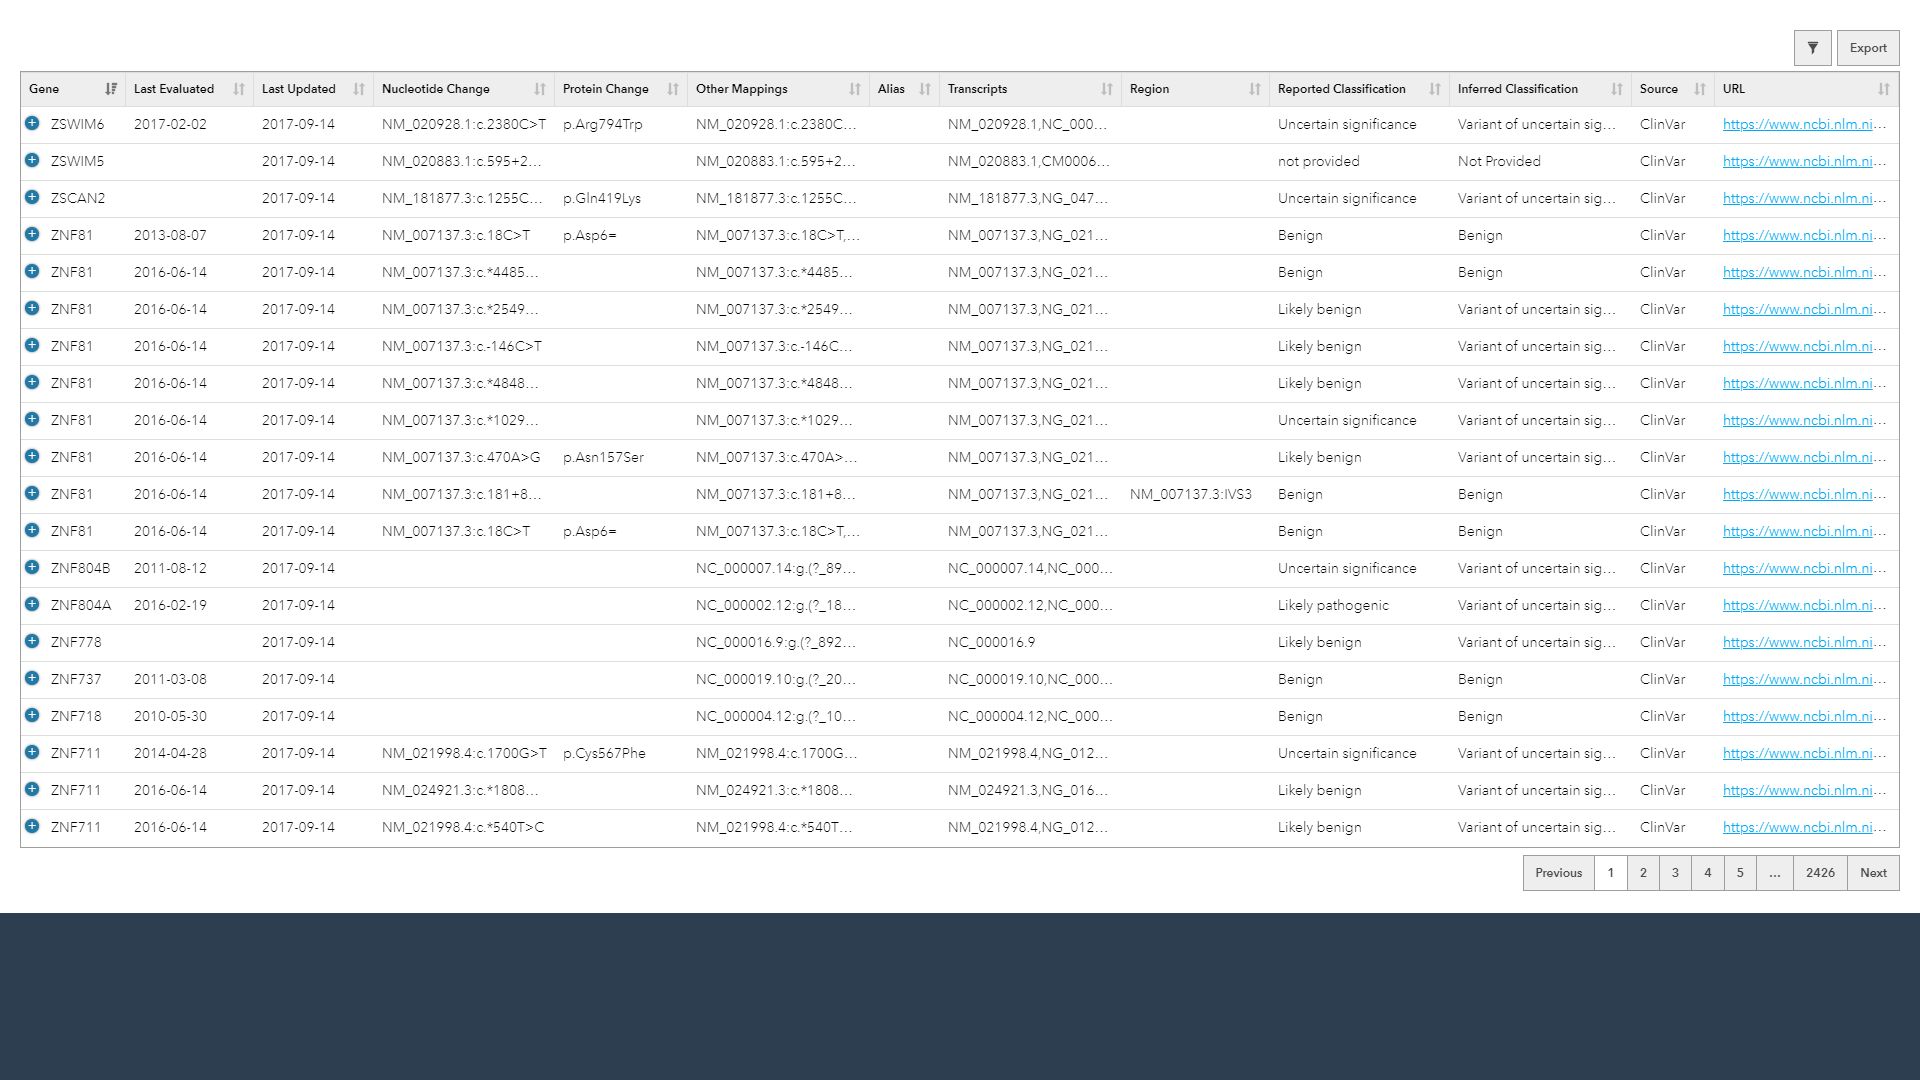 Export
Gene Last Evaluated Last Updated Nucleotide Change Protein Change Other Mappings Alias Transcripts Region Reported Classification Inferred Classification Source URL
ZSWIM6 2017-02-02 2017-09-14 NM_020928.1:c.2380C>T p.Arg794Trp NM_020928.1:c.2380C... NM_020928.1,NC_000... Uncertain significance Variant of uncertain sig... ClinVar https://www.ncbi.nlm.ni...
ZSWIM5 2017-09-14 NM_020883.1:c.595+2... NM_020883.1:c.595+2... NM_020883.1,CM0006... not provided Not Provided ClinVar https://www.ncbi.nlm.ni...
ZSCAN2 2017-09-14 NM_181877.3:c.1255C... p.Gln419Lys NM_181877.3:c.1255C... NM_181877.3,NG_047... Uncertain significance Variant of uncertain sig... ClinVar https://www.ncbi.nlm.ni...
ZNF81 2013-08-07 2017-09-14 NM_007137.3:c.18C>T p.Asp6= NM_007137.3:c.18C>T,... NM_007137.3,NG_021... Benign Benign ClinVar https://www.ncbi.nlm.ni...
ZNF81 2016-06-14 2017-09-14 NM_007137.3:c.*4485... NM_007137.3:c.*4485... NM_007137.3,NG_021... Benign Benign ClinVar https://www.ncbi.nlm.ni...
ZNF81 2016-06-14 2017-09-14 NM_007137.3:c.*2549... NM_007137.3:c.*2549... NM_007137.3,NG_021... Likely benign Variant of uncertain sig... ClinVar https://www.ncbi.nlm.ni...
ZNF81 2016-06-14 2017-09-14 NM_007137.3:c.-146C>T NM_007137.3:c.-146C... NM_007137.3,NG_021... Likely benign Variant of uncertain sig... ClinVar https://www.ncbi.nlm.ni...
ZNF81 2016-06-14 2017-09-14 NM_007137.3:c.*4848... NM_007137.3:c.*4848... NM_007137.3,NG_021... Likely benign Variant of uncertain sig... ClinVar https://www.ncbi.nlm.ni...
ZNF81 2016-06-14 2017-09-14 NM_007137.3:c.*1029... NM_007137.3:c.*1029... NM_007137.3,NG_021... Uncertain significance Variant of uncertain sig... ClinVar https://www.ncbi.nlm.ni...
ZNF81 2016-06-14 2017-09-14 NM_007137.3:c.470A>G p.Asn157Ser NM_007137.3:c.470A>... NM_007137.3,NG_021... Likely benign Variant of uncertain sig... ClinVar https://www.ncbi.nlm.ni...
ZNF81 2016-06-14 2017-09-14 NM_007137.3:c.181+8... NM_007137.3:c.181+8... NM_007137.3,NG_021... NM_007137.3:IVS3 Benign Benign ClinVar https://www.ncbi.nlm.ni...
ZNF81 2016-06-14 2017-09-14 NM_007137.3:c.18C>T p.Asp6= NM_007137.3:c.18C>T,... NM_007137.3,NG_021... Benign Benign ClinVar https://www.ncbi.nlm.ni...
ZNF804B 2011-08-12 2017-09-14 NC_000007.14:g.(?_89... NC_000007.14,NC_000... Uncertain significance Variant of uncertain sig... ClinVar https://www.ncbi.nlm.ni...
ZNF804A 2016-02-19 2017-09-14 NC_000002.12:g.(?_18... NC_000002.12,NC_000... Likely pathogenic Variant of uncertain sig... ClinVar https://www.ncbi.nlm.ni...
ZNF778 2017-09-14 NC_000016.9:g.(?_892... NC_000016.9 Likely benign Variant of uncertain sig... ClinVar https://www.ncbi.nlm.ni...
ZNF737 2011-03-08 2017-09-14 NC_000019.10:g.(?_20... NC_000019.10,NC_000... Benign Benign ClinVar https://www.ncbi.nlm.ni...
ZNF718 2010-05-30 2017-09-14 NC_000004.12:g.(?_10... NC_000004.12,NC_000... Benign Benign ClinVar https://www.ncbi.nlm.ni...
ZNF711 2014-04-28 2017-09-14 NM_021998.4:c.1700G>T p.Cys567Phe NM_021998.4:c.1700G... NM_021998.4,NG_012... Uncertain significance Variant of uncertain sig... ClinVar https://www.ncbi.nlm.ni...
ZNF711 2016-06-14 2017-09-14 NM_024921.3:c.*1808... NM_024921.3:c.*1808... NM_024921.3,NG_016... Likely benign Variant of uncertain sig... ClinVar https://www.ncbi.nlm.ni...
ZNF711 2016-06-14 2017-09-14 NM_021998.4:c.*540T>C NM_021998.4:c.*540T... NM_021998.4,NG_012... Likely benign Variant of uncertain sig... ClinVar https://www.ncbi.nlm.ni...
Previous 1 2 3 4 5 ... 2426 Next